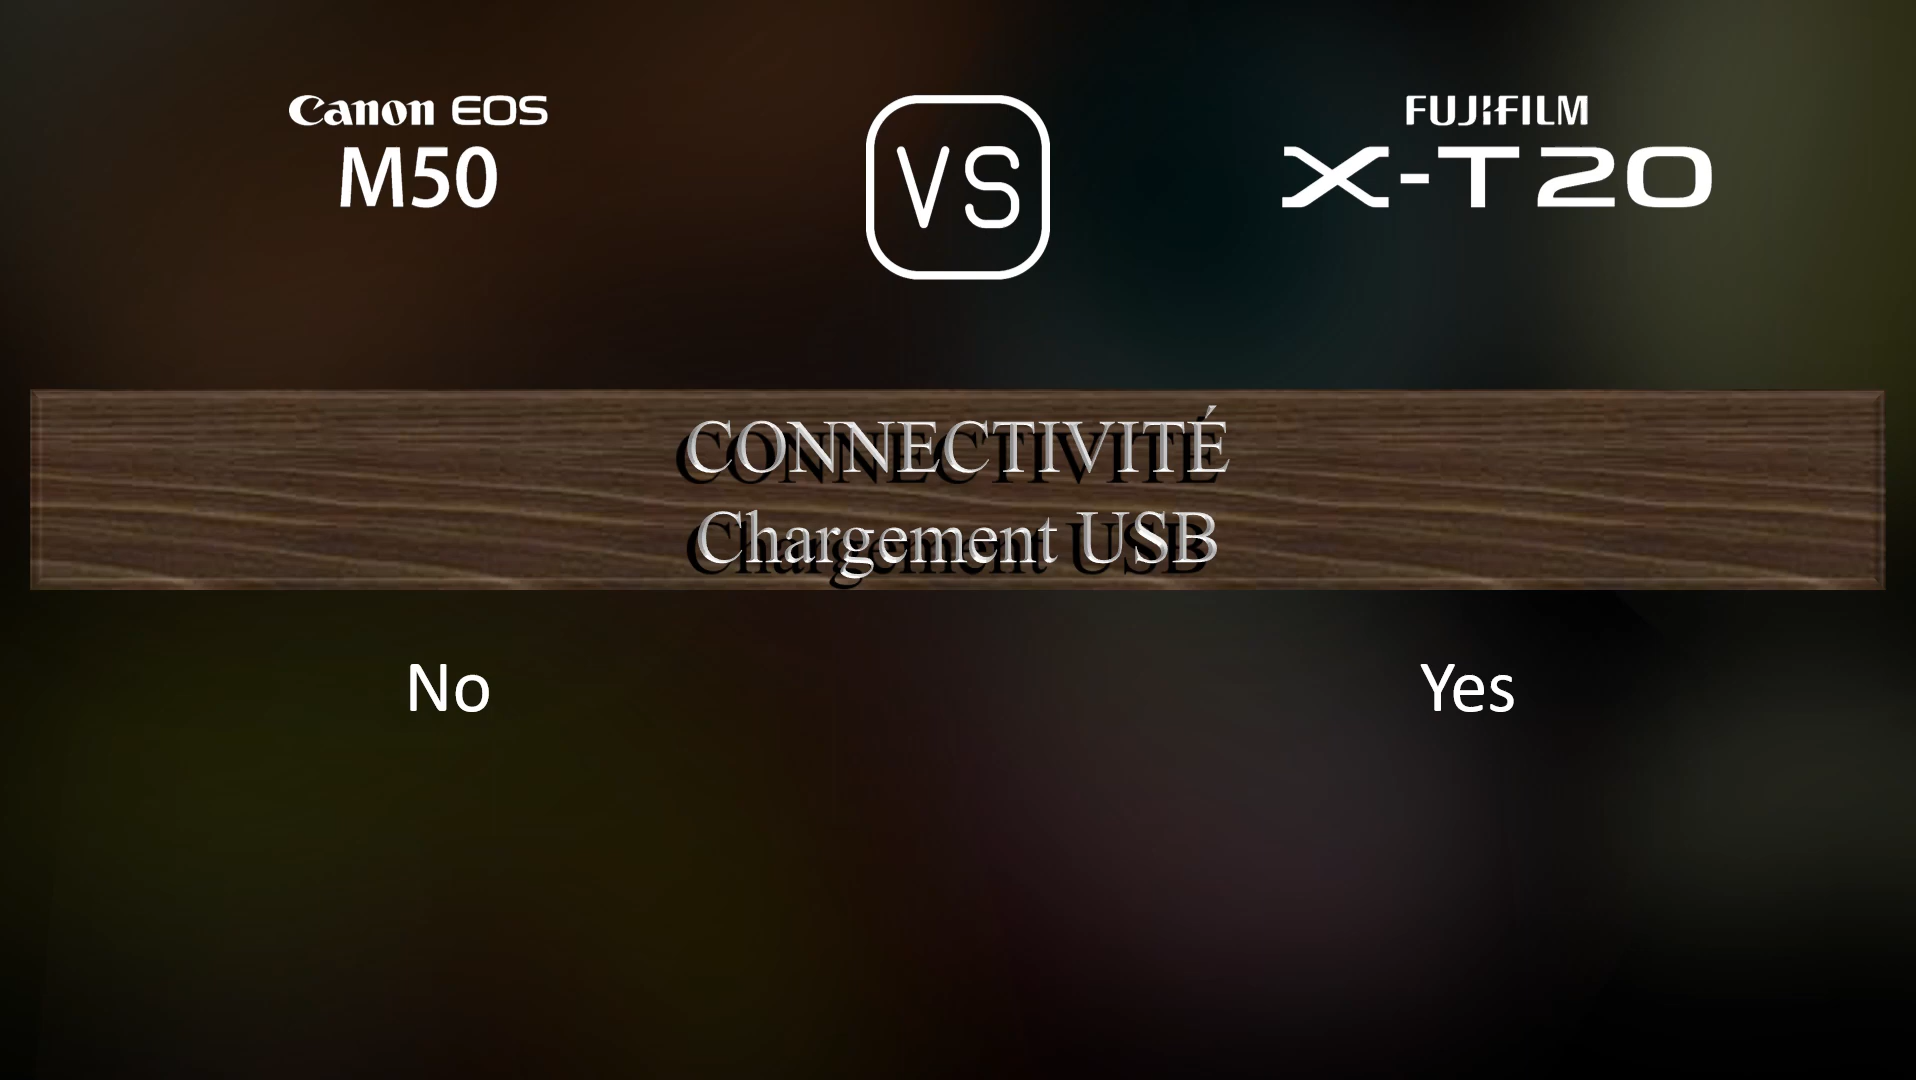 Canon EOS
M50
VS
FUJIFILM
X-T20
CONNECTIVITÉ
Chargement USB
No
Yes